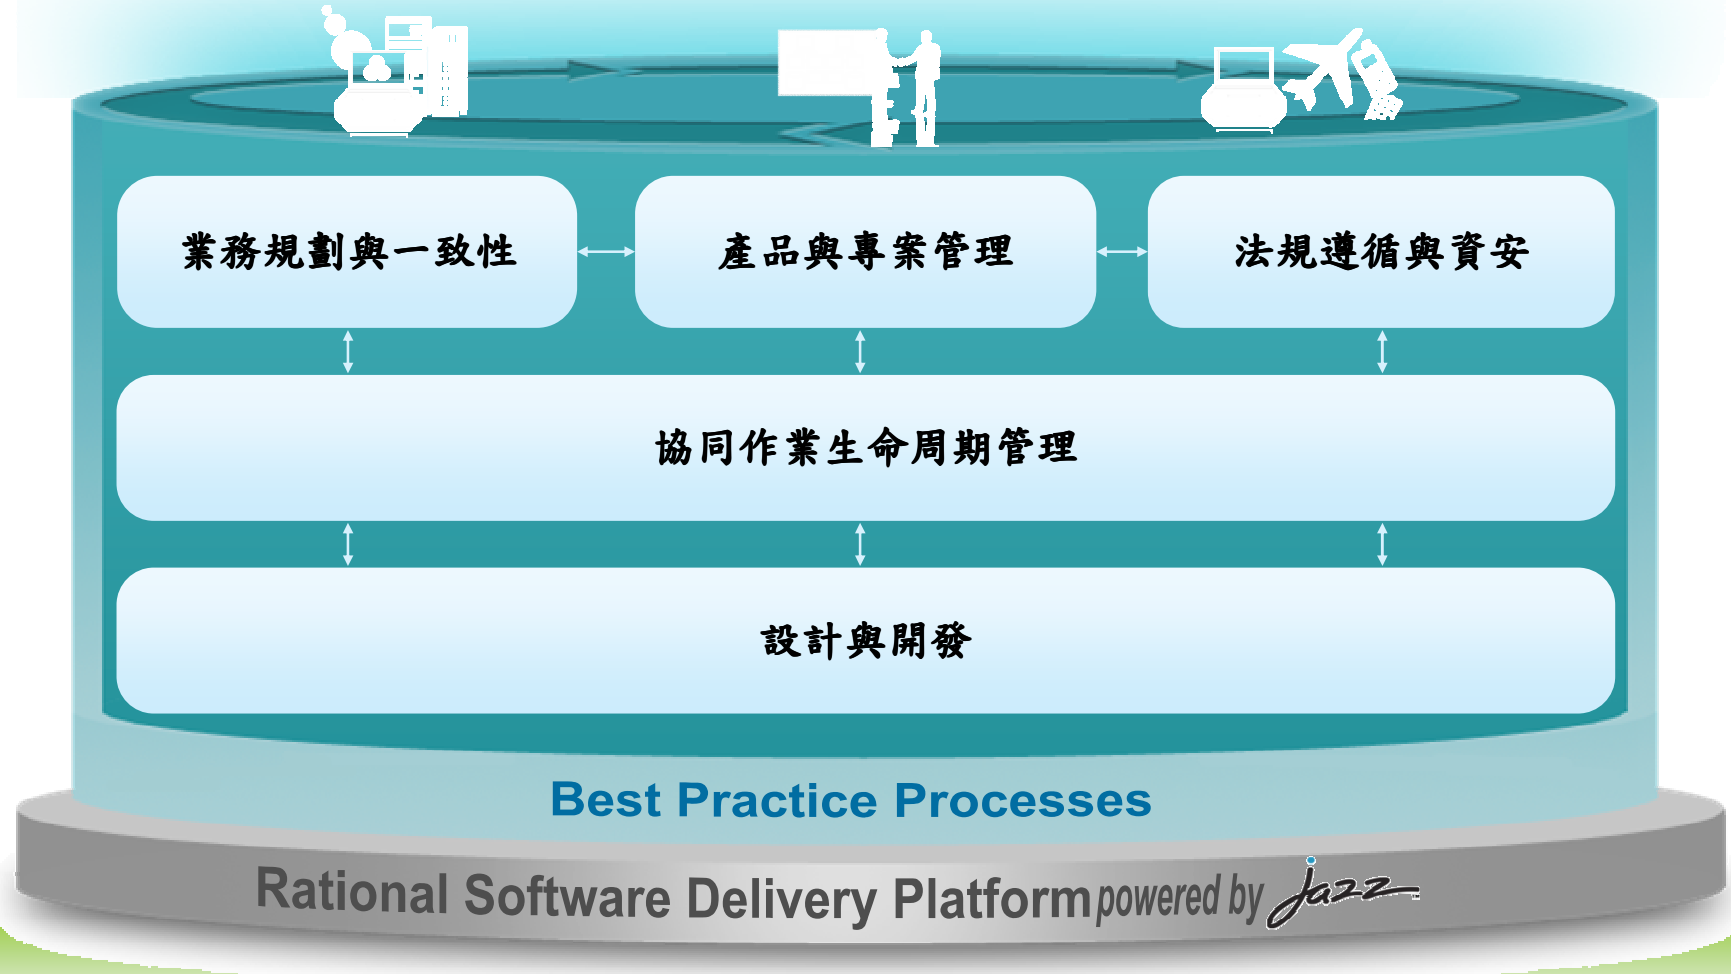 業務規劃與一致性
產品與專案管理
法規遵循與資安
協同作業生命周期管理
設計與開發
Best Practice Processes
Rational Software Delivery Platform powered by jazz